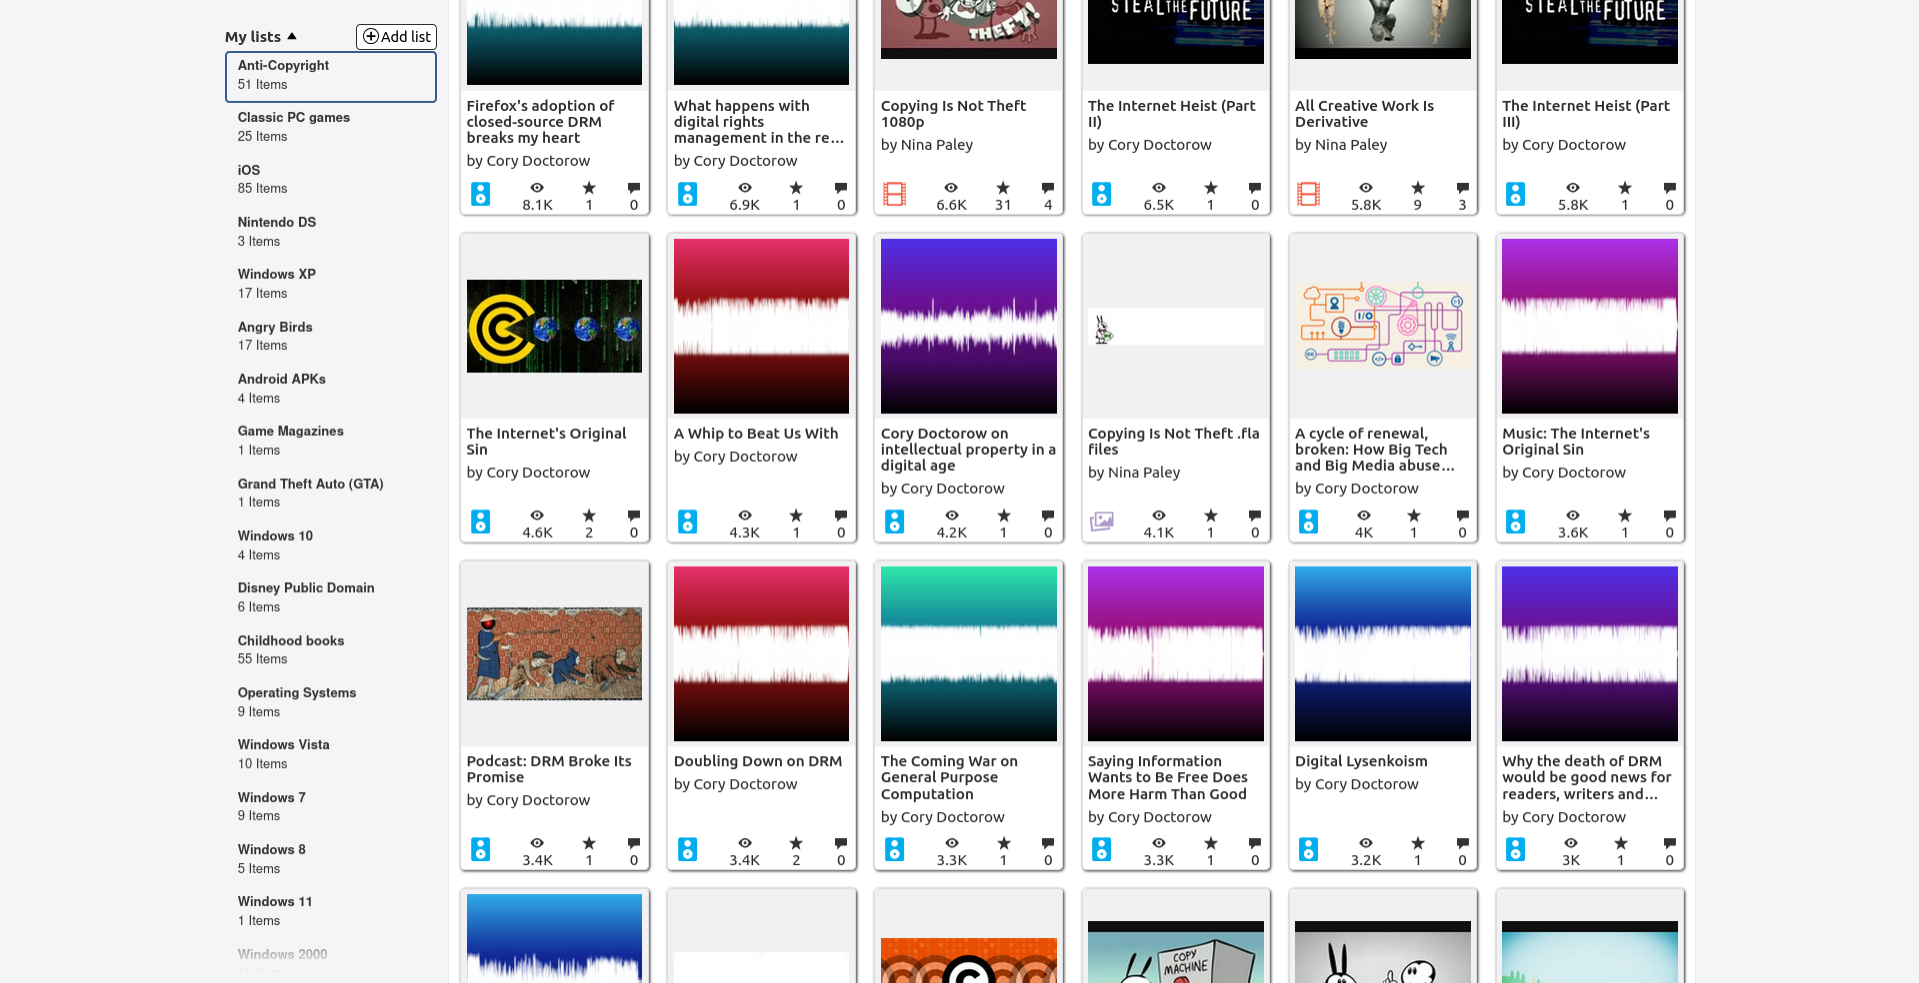 My lists
Add list
Anti-Copyright
51 Items
Classic PC games
25 Items
iOS
85 Items
Nintendo DS
3 Items
Windows XP
17 Items
Angry Birds
17 Items
Android APKs
4 Items
Game Magazines
1 Items
Grand Theft Auto (GTA)
1 Items
Windows 10
4 Items
Disney Public Domain
6 Items
Childhood books
55 Items
Operating Systems
9 Items
Windows Vista
10 Items
Windows 7
9 Items
Windows 8
5 Items
Windows 11
1 Items
Windows 2000
THEFT!
STEAL THE FUTURE
STEAL THE FUTURE
Firefox's adoption of
closed-source DRM
breaks my heart
by Cory Doctorow
8.1K 1 0
What happens with
digital rights
management in the re...
by Cory Doctorow
6.9K 1 0
Copying Is Not Theft
1080p
by Nina Paley
6.6K 31 4
The Internet Heist (Part
II)
by Cory Doctorow
6.5K 1 0
All Creative Work Is
Derivative
by Nina Paley
5.8K 9 3
The Internet Heist (Part
III)
by Cory Doctorow
5.8K 1 0
The Internet's Original
Sin
by Cory Doctorow
4.6K 2 0
A Whip to Beat Us With
by Cory Doctorow
4.3K 1 0
Cory Doctorow on
intellectual property in a
digital age
by Cory Doctorow
4.2K 1 0
Copying Is Not Theft .fla
files
by Nina Paley
4.1K 1 0
I/O
A cycle of renewal,
broken: How Big Tech
and Big Media abuse...
by Cory Doctorow
4K 1 0
Music: The Internet's
Original Sin
by Cory Doctorow
3.6K 1 0
Podcast: DRM Broke Its
Promise
by Cory Doctorow
3.4K 1 0
Doubling Down on DRM
by Cory Doctorow
3.4K 2 0
The Coming War on
General Purpose
Computation
by Cory Doctorow
3.3K 1 0
Saying Information
Wants to Be Free Does
More Harm Than Good
by Cory Doctorow
3.3K 1 0
Digital Lysenkoism
by Cory Doctorow
3.2K 1 0
Why the death of DRM
would be good news for
readers, writers and...
by Cory Doctorow
3K 1 0
COPY
MACHINE